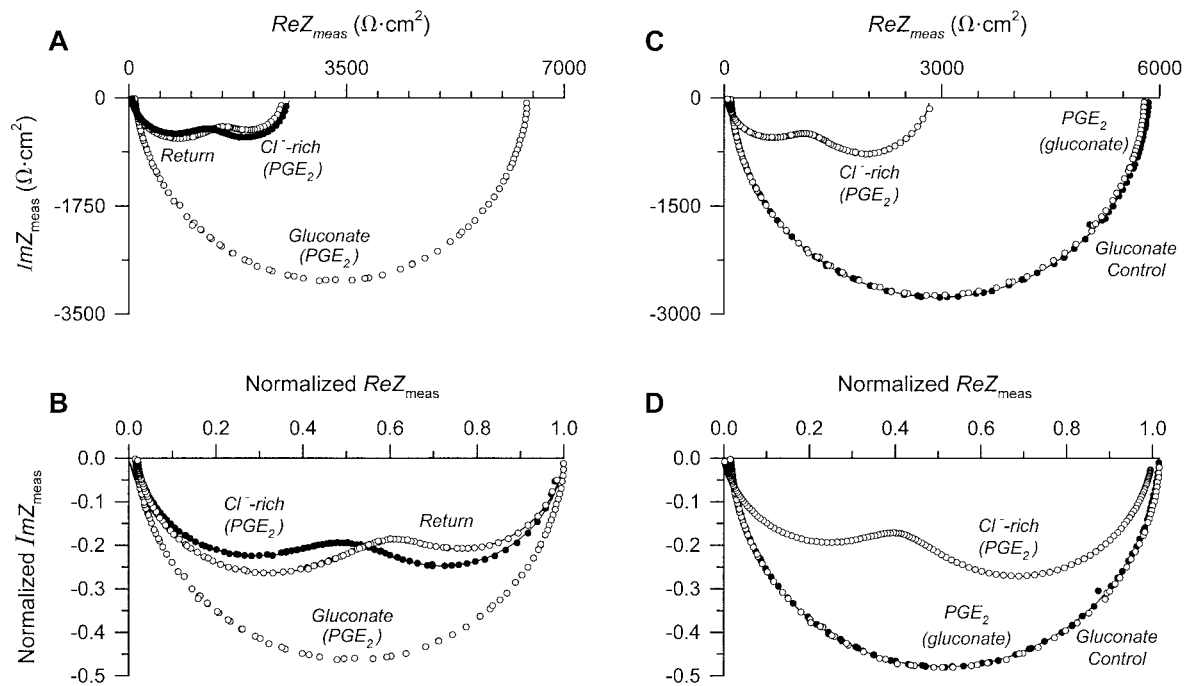 A
ReZmeas (Ω·cm²)
0 3500 7000
0
-1750
-3500
ImZmeas (Ω·cm²)
Return
Cl⁻-rich
(PGE₂)
Gluconate
(PGE₂)
C
ReZmeas (Ω·cm²)
0 3000 6000
0
-1500
-3000
PGE₂
(gluconate)
Cl⁻-rich
(PGE₂)
Gluconate
Control
B
Normalized ReZmeas
0.0 0.2 0.4 0.6 0.8 1.0
0.0
-0.1
-0.2
-0.3
-0.4
-0.5
Normalized ImZmeas
Cl⁻-rich
(PGE₂)
Return
Gluconate
(PGE₂)
D
Normalized ReZmeas
0.0 0.2 0.4 0.6 0.8 1.0
0.0
-0.1
-0.2
-0.3
-0.4
-0.5
Cl⁻-rich
(PGE₂)
PGE₂
(gluconate)
Gluconate
Control